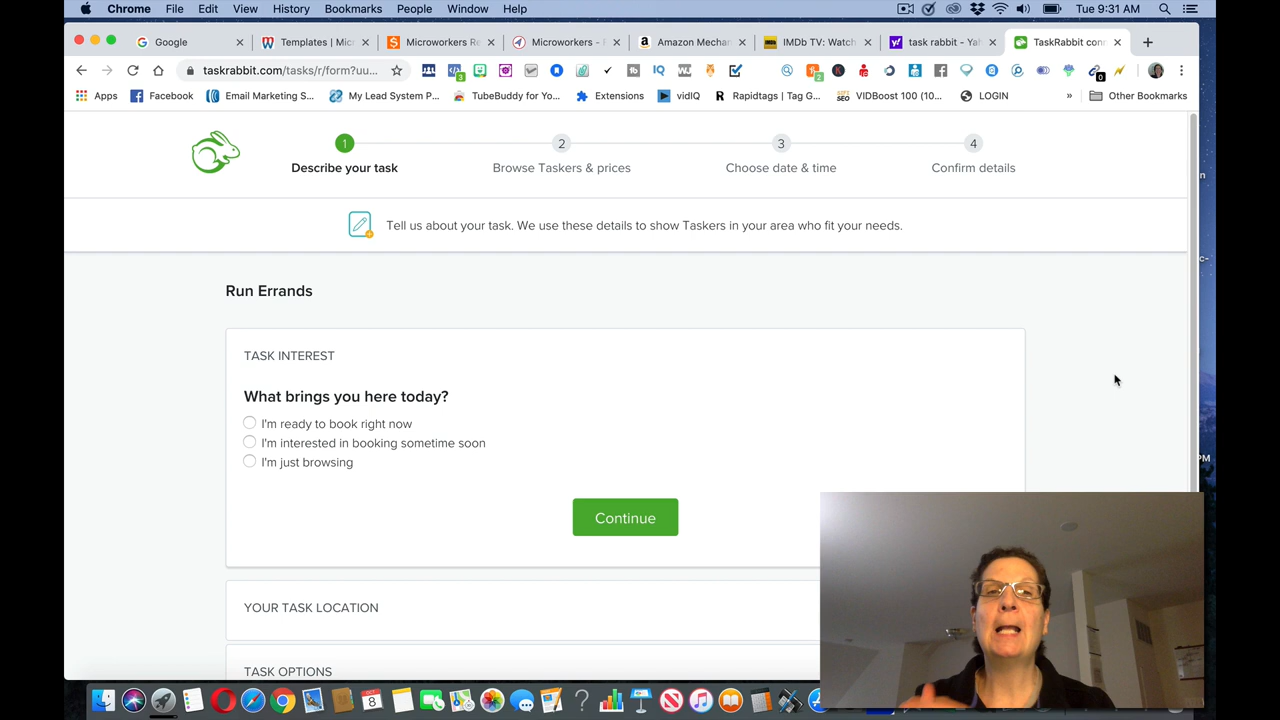 Chrome File Edit View History Bookmarks People Window Help Tue 9:31 AM
Google Templates | Mic Microworkers Re Microworkers - Amazon Mechan IMDb TV: Watch task rabbit - Yah TaskRabbit con
taskrabbit.com/tasks/r/form?uu...
Apps Facebook Email Marketing S... My Lead System P... TubeBuddy for Yo... Extensions vidIQ Rapidtags | Tag G... VIDBoost 100 (10... LOGIN » Other Bookmarks
1 2 3 4
Describe your task Browse Taskers & prices Choose date & time Confirm details
Tell us about your task. We use these details to show Taskers in your area who fit your needs.
Run Errands
TASK INTEREST
What brings you here today?
I'm ready to book right now
I'm interested in booking sometime soon
I'm just browsing
Continue
YOUR TASK LOCATION
TASK OPTIONS